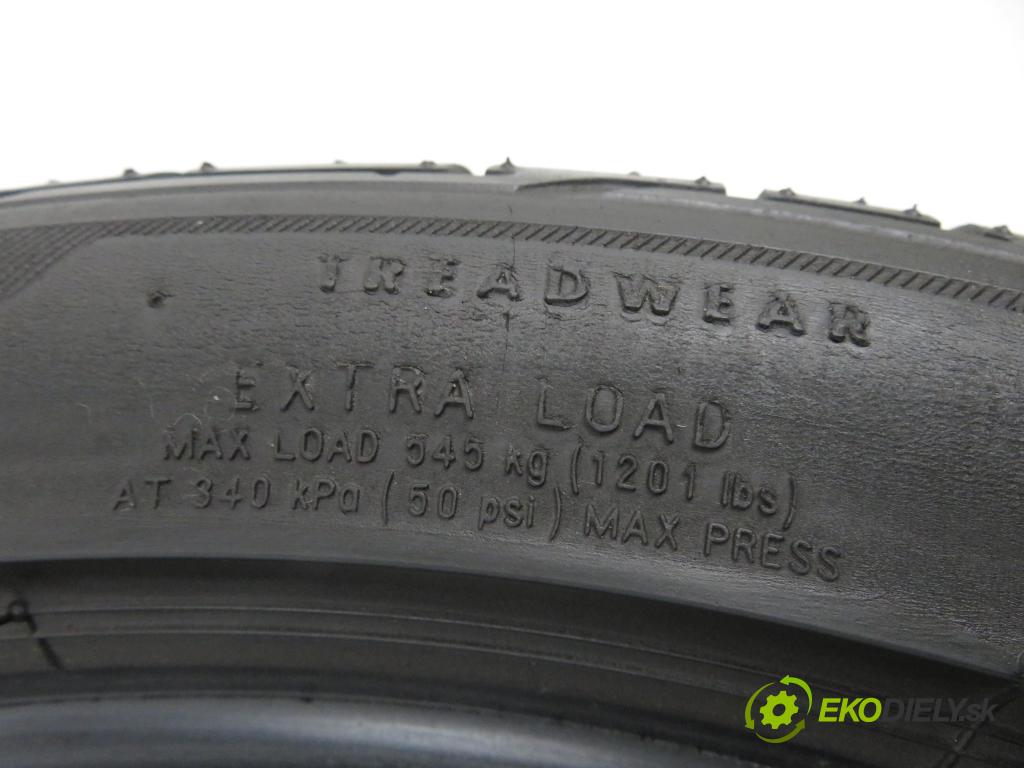 TREADWEAR
EXTRA LOAD
MAX LOAD 545 kg (1201 lbs)
AT 340 kPa (50 psi) MAX PRESS
EKODIELY.sk